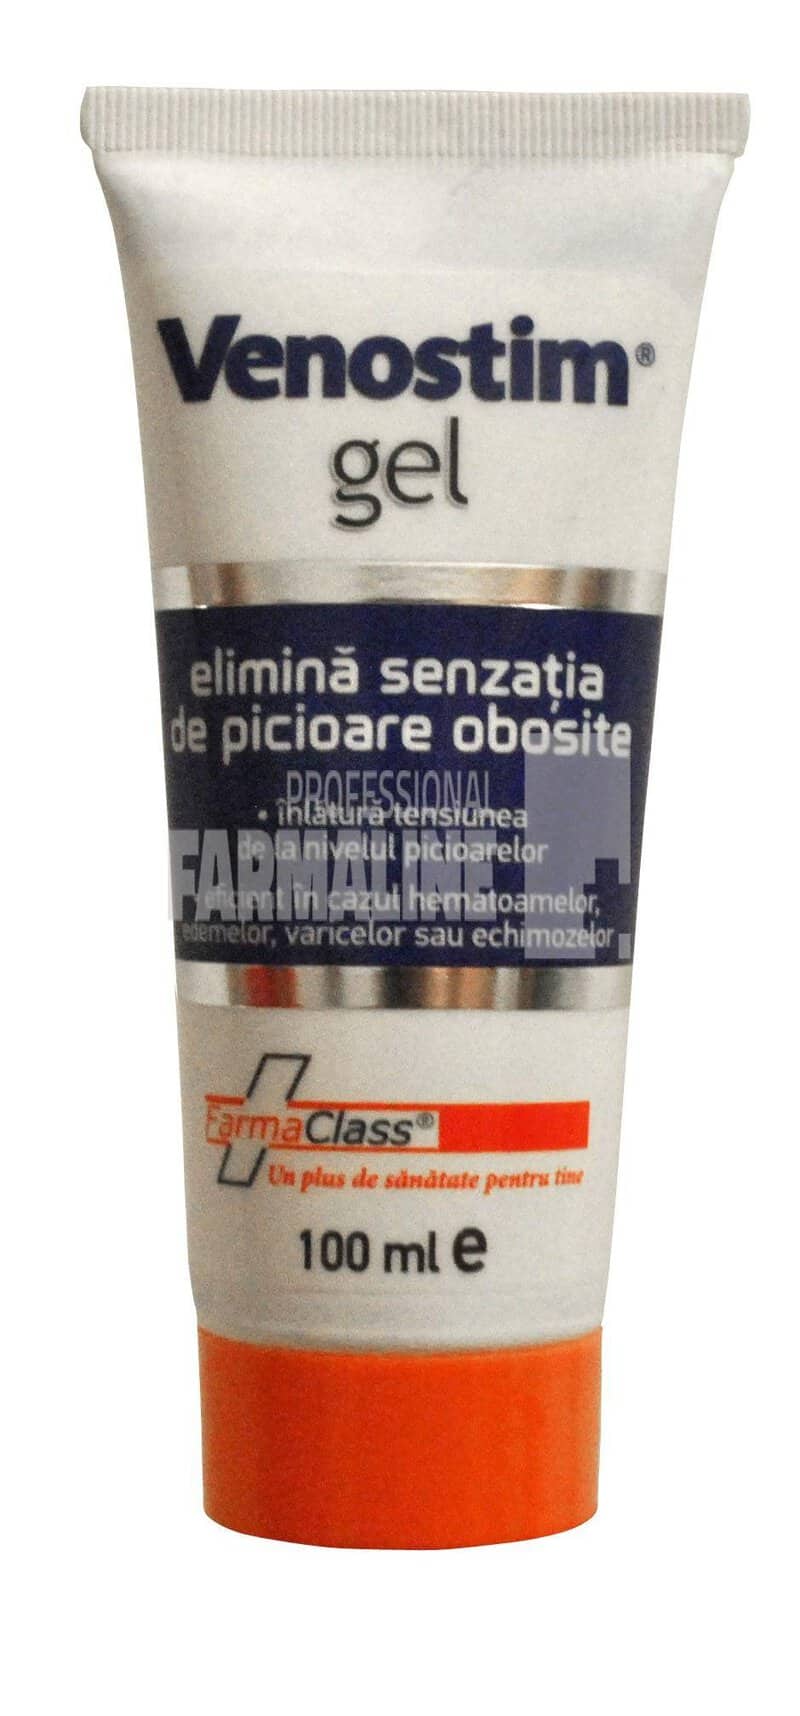 Venostim®
gel
elimină senzația
de picioare obosite
PROFESSIONAL
• înlătură tensiunea
FARMALINE
de la nivelul picioarelor
eficient în cazul hematoamelor,
edemelor, varicelor sau echimozelor
FarmaClass®
Un plus de sănătate pentru tine
100 ml e